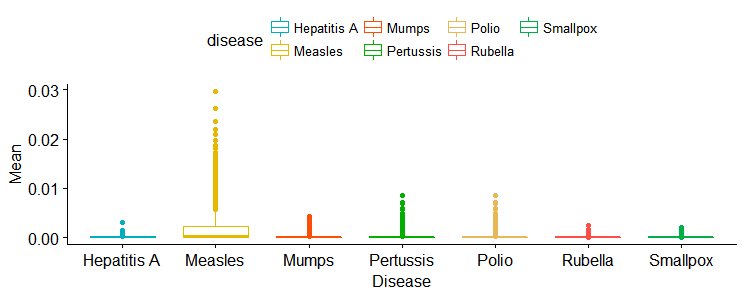 disease
Hepatitis A Mumps Polio Smallpox
Measles Pertussis Rubella
0.03
0.02
0.01
0.00
Mean
Hepatitis A Measles Mumps Pertussis Polio Rubella Smallpox
Disease